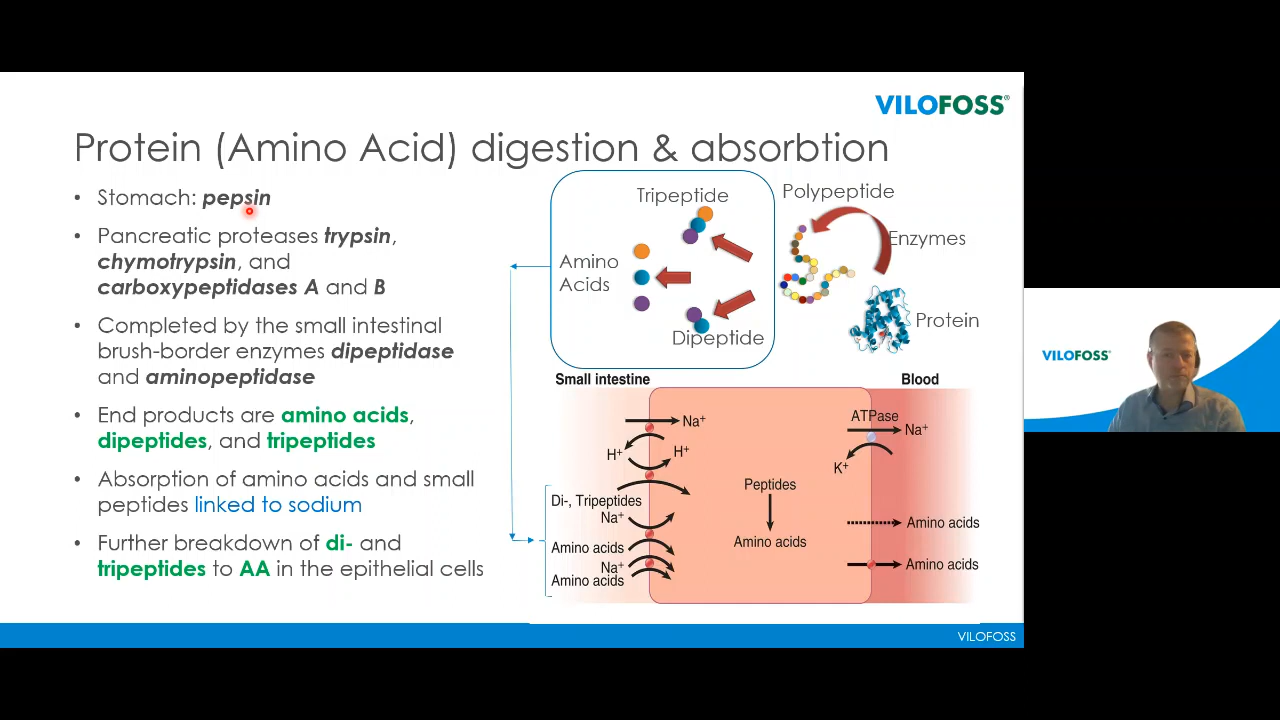 VILOFOSS®
Protein (Amino Acid) digestion & absorbtion
• Stomach: pepsin
• Pancreatic proteases trypsin,
chymotrypsin, and
carboxypeptidases A and B
• Completed by the small intestinal
brush-border enzymes dipeptidase
and aminopeptidase
• End products are amino acids,
dipeptides, and tripeptides
• Absorption of amino acids and small
peptides linked to sodium
• Further breakdown of di- and
tripeptides to AA in the epithelial cells
Tripeptide
Polypeptide
Enzymes
Amino
Acids
Protein
Dipeptide
Small intestine
Blood
Na⁺
H⁺
H⁺
Di-, Tripeptides
Na⁺
Amino acids
Na⁺
Amino acids
Peptides
Amino acids
ATPase
Na⁺
K⁺
Amino acids
Amino acids
VILOFOSS
VILOFOSS®